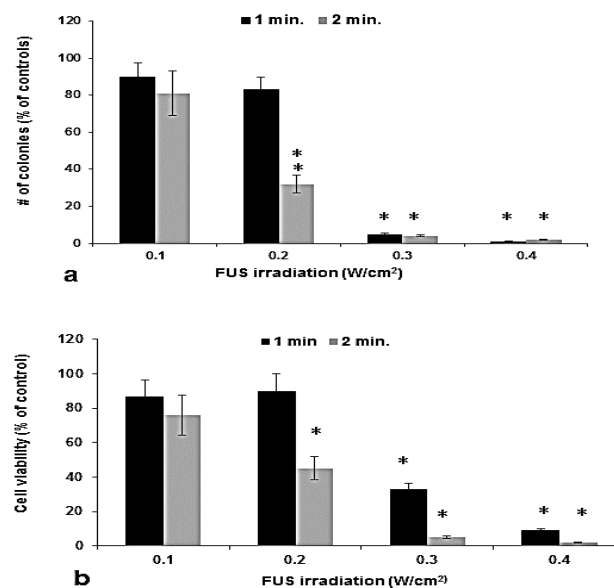 1 min. 2 min.
# of colonies (% of controls)
120
100
80
60
40
20
0
* * * * * *
0.1 0.2 0.3 0.4
FUS irradiation (W/cm²)
a
1 min 2 min.
Cell viability (% of control)
120
100
80
60
40
20
0
* * * * *
0.1 0.2 0.3 0.4
FUS irradiation (W/cm²)
b